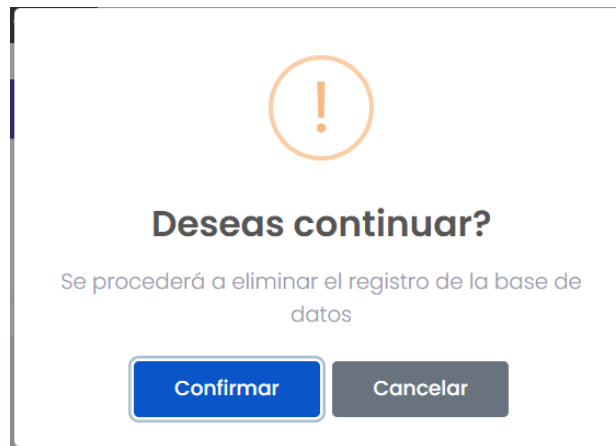 Deseas continuar?
Se procederá a eliminar el registro de la base de
datos
Confirmar Cancelar